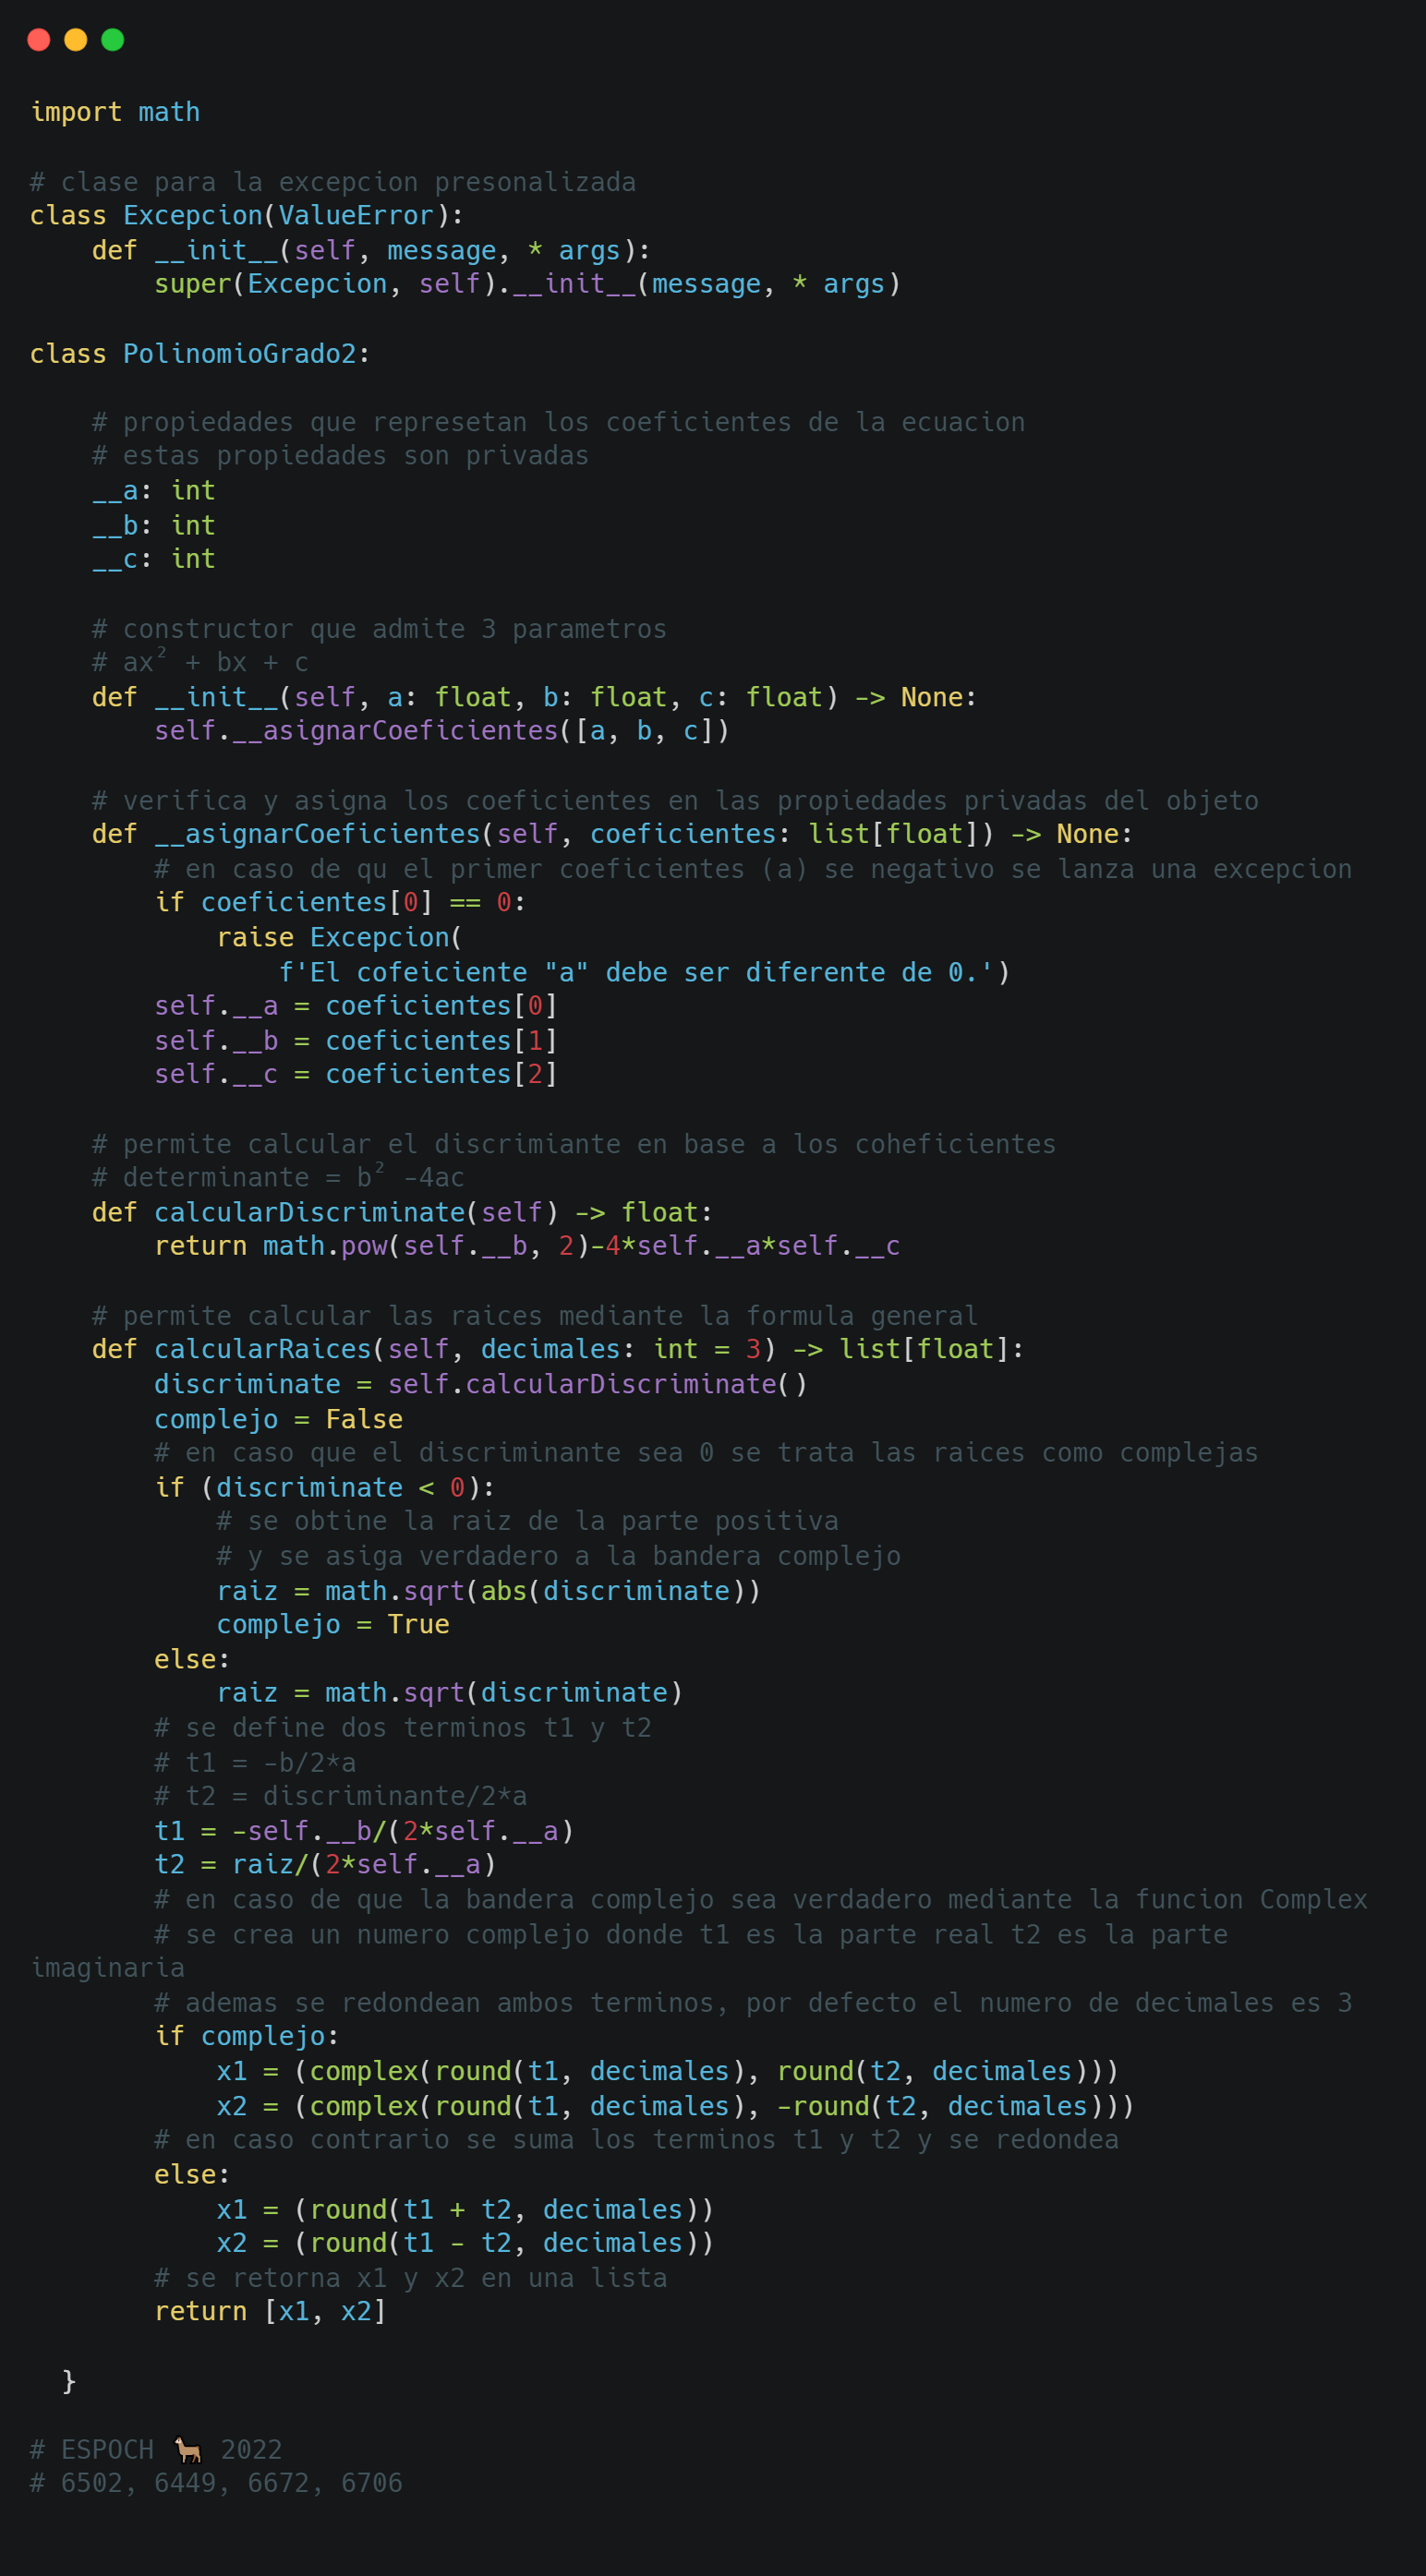 import math

# clase para la excepcion presonalizada
class Excepcion(ValueError):
    def __init__(self, message, * args):
        super(Excepcion, self).__init__(message, * args)

class PolinomioGrado2:

    # propiedades que represetan los coeficientes de la ecuacion
    # estas propiedades son privadas
    __a: int
    __b: int
    __c: int

    # constructor que admite 3 parametros
    # ax² + bx + c
    def __init__(self, a: float, b: float, c: float) -> None:
        self.__asignarCoeficientes([a, b, c])

    # verifica y asigna los coeficientes en las propiedades privadas del objeto
    def __asignarCoeficientes(self, coeficientes: list[float]) -> None:
        # en caso de qu el primer coeficientes (a) se negativo se lanza una excepcion
        if coeficientes[0] == 0:
            raise Excepcion(
                f'El cofeiciente "a" debe ser diferente de 0.')
        self.__a = coeficientes[0]
        self.__b = coeficientes[1]
        self.__c = coeficientes[2]

    # permite calcular el discrimiante en base a los coheficientes
    # determinante = b² -4ac
    def calcularDiscriminate(self) -> float:
        return math.pow(self.__b, 2)-4*self.__a*self.__c

    # permite calcular las raices mediante la formula general
    def calcularRaices(self, decimales: int = 3) -> list[float]:
        discriminate = self.calcularDiscriminate()
        complejo = False
        # en caso que el discriminante sea 0 se trata las raices como complejas
        if (discriminate < 0):
            # se obtine la raiz de la parte positiva
            # y se asiga verdadero a la bandera complejo
            raiz = math.sqrt(abs(discriminate))
            complejo = True
        else:
            raiz = math.sqrt(discriminate)
        # se define dos terminos t1 y t2
        # t1 = -b/2*a
        # t2 = discriminante/2*a
        t1 = -self.__b/(2*self.__a)
        t2 = raiz/(2*self.__a)
        # en caso de que la bandera complejo sea verdadero mediante la funcion Complex
        # se crea un numero complejo donde t1 es la parte real t2 es la parte
imaginaria
        # ademas se redondean ambos terminos, por defecto el numero de decimales es 3
        if complejo:
            x1 = (complex(round(t1, decimales), round(t2, decimales)))
            x2 = (complex(round(t1, decimales), -round(t2, decimales)))
        # en caso contrario se suma los terminos t1 y t2 y se redondea
        else:
            x1 = (round(t1 + t2, decimales))
            x2 = (round(t1 - t2, decimales))
        # se retorna x1 y x2 en una lista
        return [x1, x2]

  }

# ESPOCH 🦙 2022
# 6502, 6449, 6672, 6706